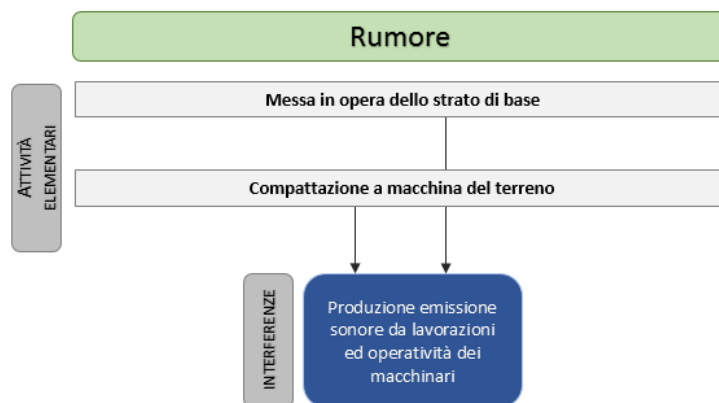 Rumore
ATTIVITÀ
ELEMENTARI
Messa in opera dello strato di base
Compattazione a macchina del terreno
INTERFERENZE
Produzione emissione
sonore da lavorazioni
ed operatività dei
macchinari